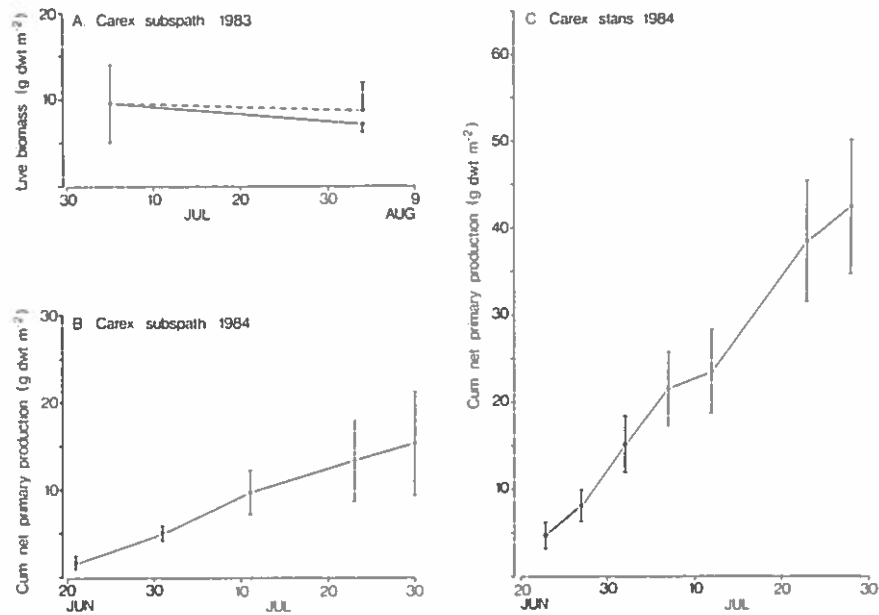 A. Carex subspath 1983
Live biomass (g dwt m⁻²)
20
10
30 10 20 30 9
JUL AUG
B Carex subspath 1984
Cum net primary production (g dwt m⁻²)
30
20
10
20 30 10 20 30
JUN JUL
C Carex stans 1984
Cum net primary production (g dwt m⁻²)
60
50
40
30
20
10
20 30 10 20 30
JUN JUL